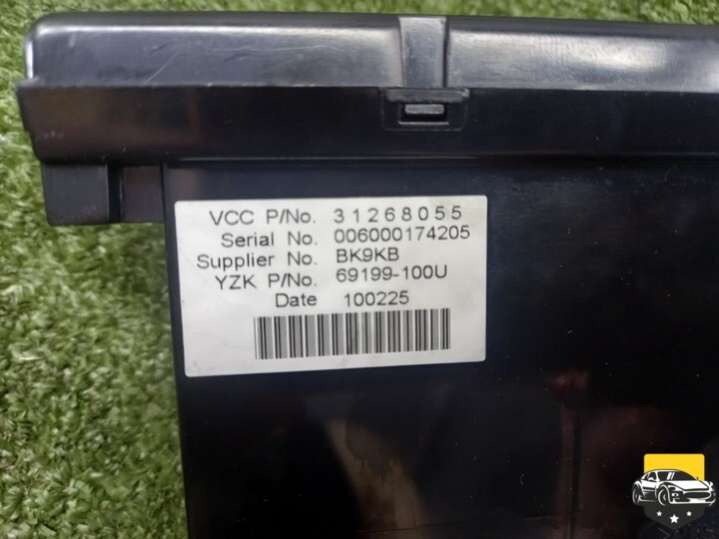 VCC P/No. 31268055
Serial No. 006000174205
Supplier No. BK9KB
YZK P/No. 69199-100U
Date 100225